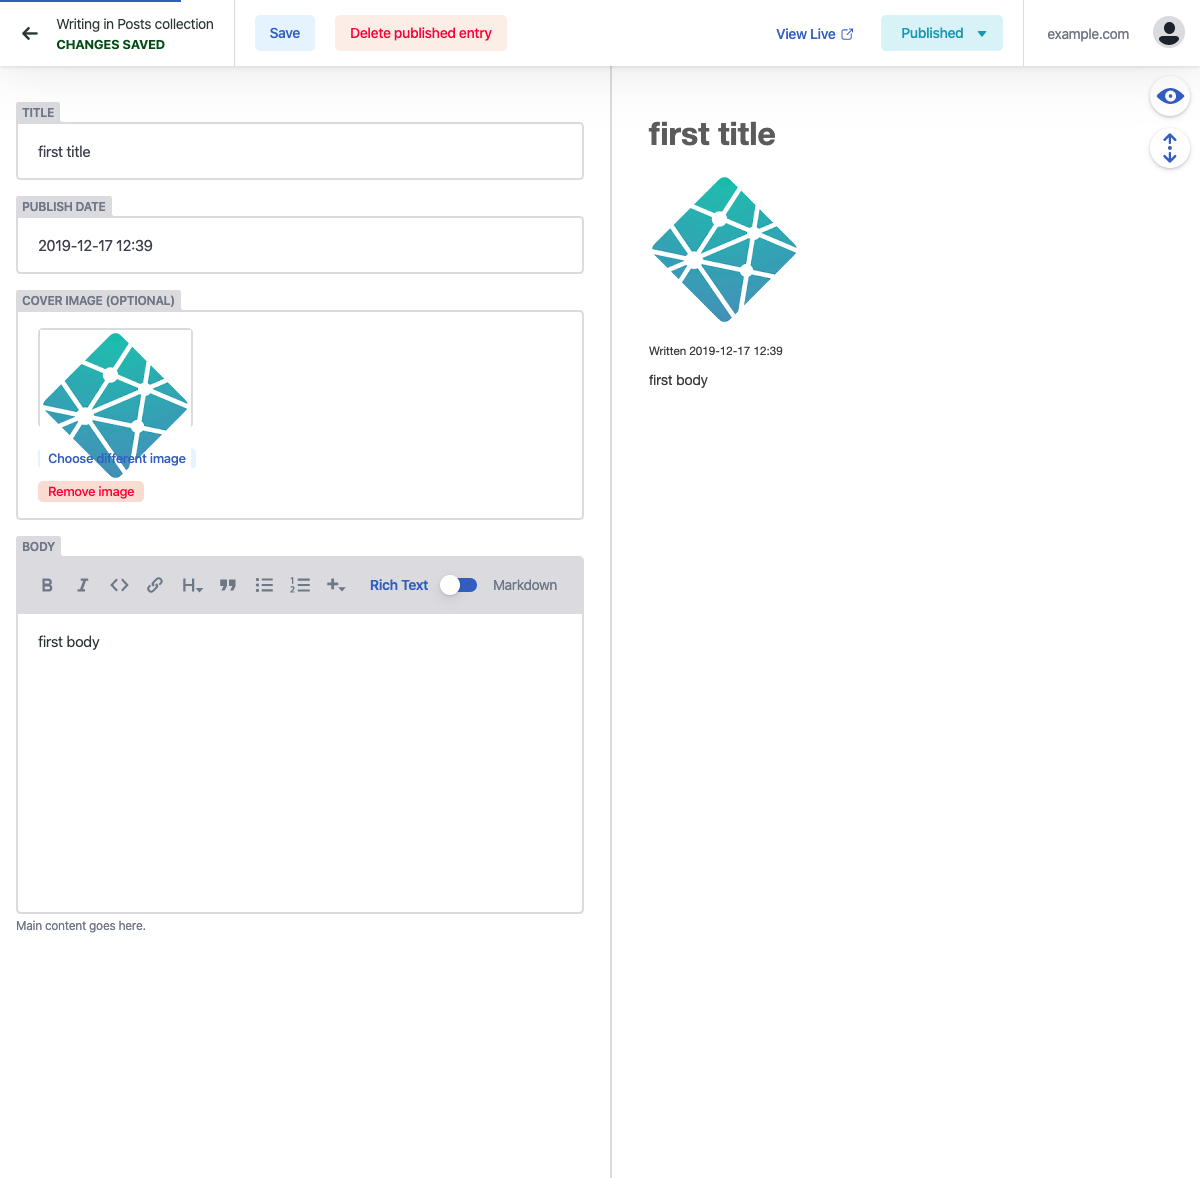 Writing in Posts collection
CHANGES SAVED
Save
Delete published entry
View Live
Published
example.com
TITLE
first title
PUBLISH DATE
2019-12-17 12:39
COVER IMAGE (OPTIONAL)
Choose different image
Remove image
BODY
B I H Rich Text Markdown
first body
Main content goes here.
first title
Written 2019-12-17 12:39
first body